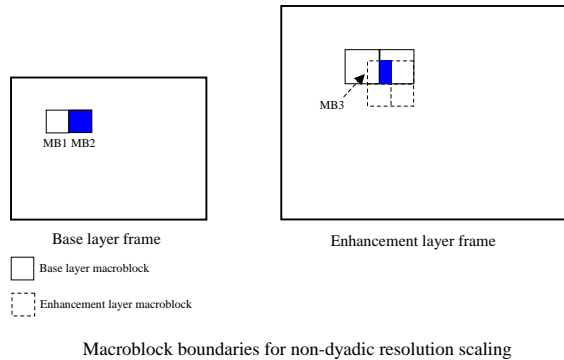 MB3
MB1 MB2
Base layer frame
Enhancement layer frame
Base layer macroblock
Enhancement layer macroblock
Macroblock boundaries for non-dyadic resolution scaling